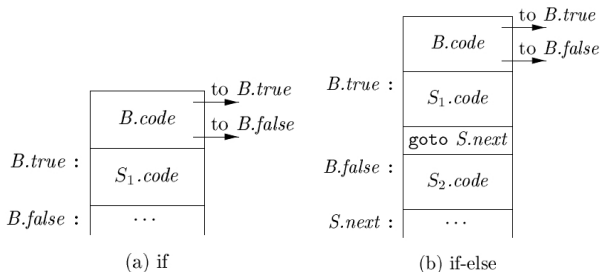 to B.true
B.code
to B.false
B.true :
S₁.code
B.false :
...
(a) if
to B.true
B.code
to B.false
B.true :
S₁.code
goto S.next
B.false :
S₂.code
S.next :
...
(b) if-else